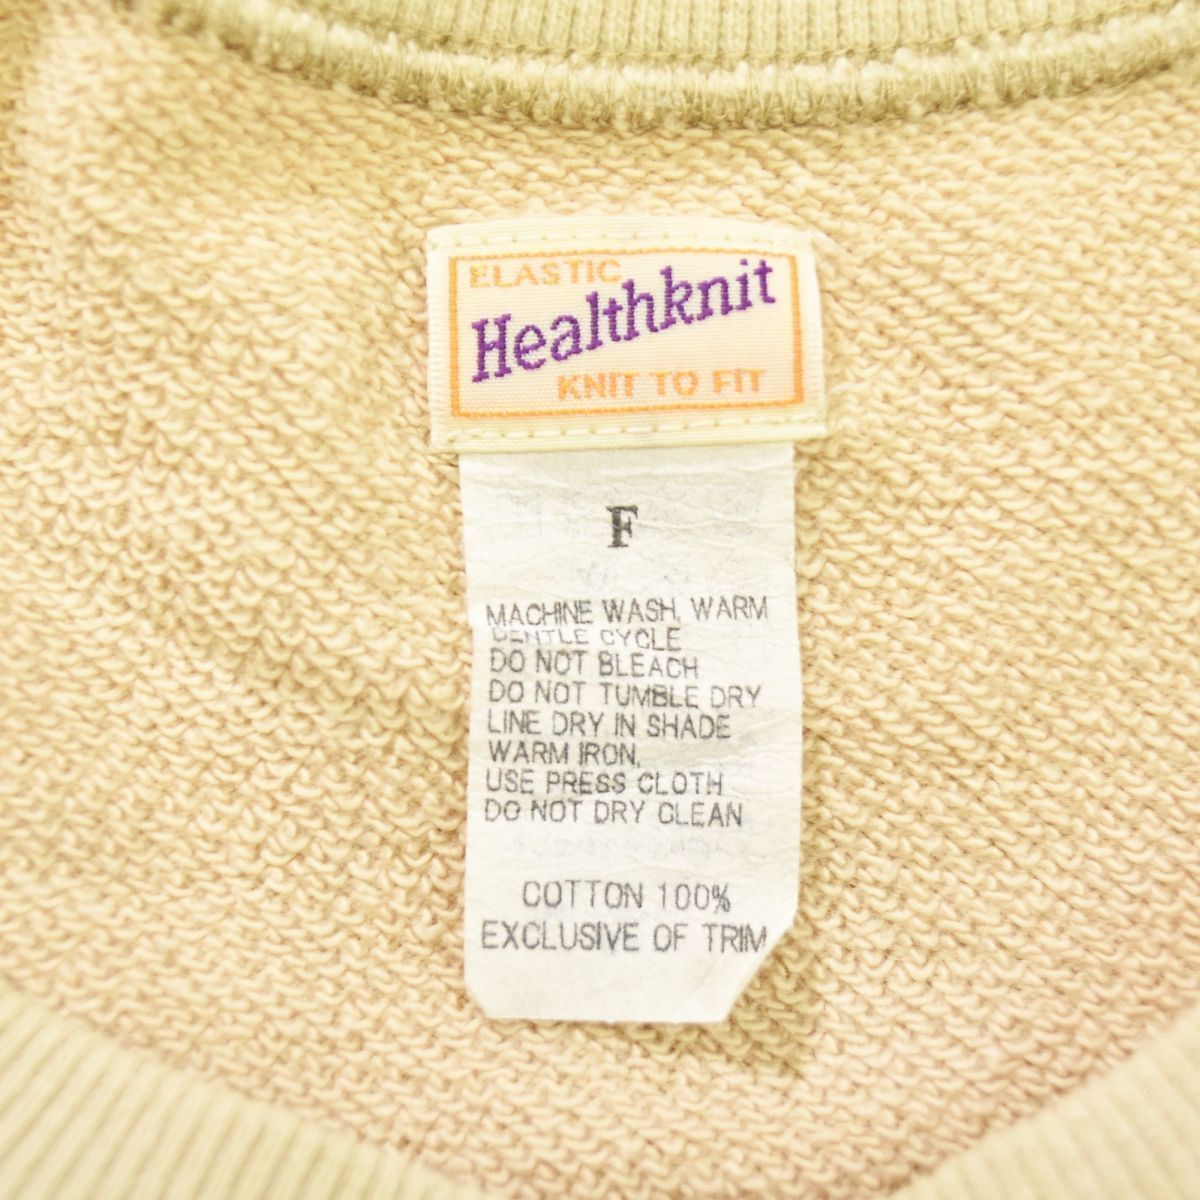 ELASTIC
Healthknit
KNIT TO FIT
F
MACHINE WASH, WARM
GENTLE CYCLE
DO NOT BLEACH
DO NOT TUMBLE DRY
LINE DRY IN SHADE
WARM IRON,
USE PRESS CLOTH
DO NOT DRY CLEAN
COTTON 100%
EXCLUSIVE OF TRIM